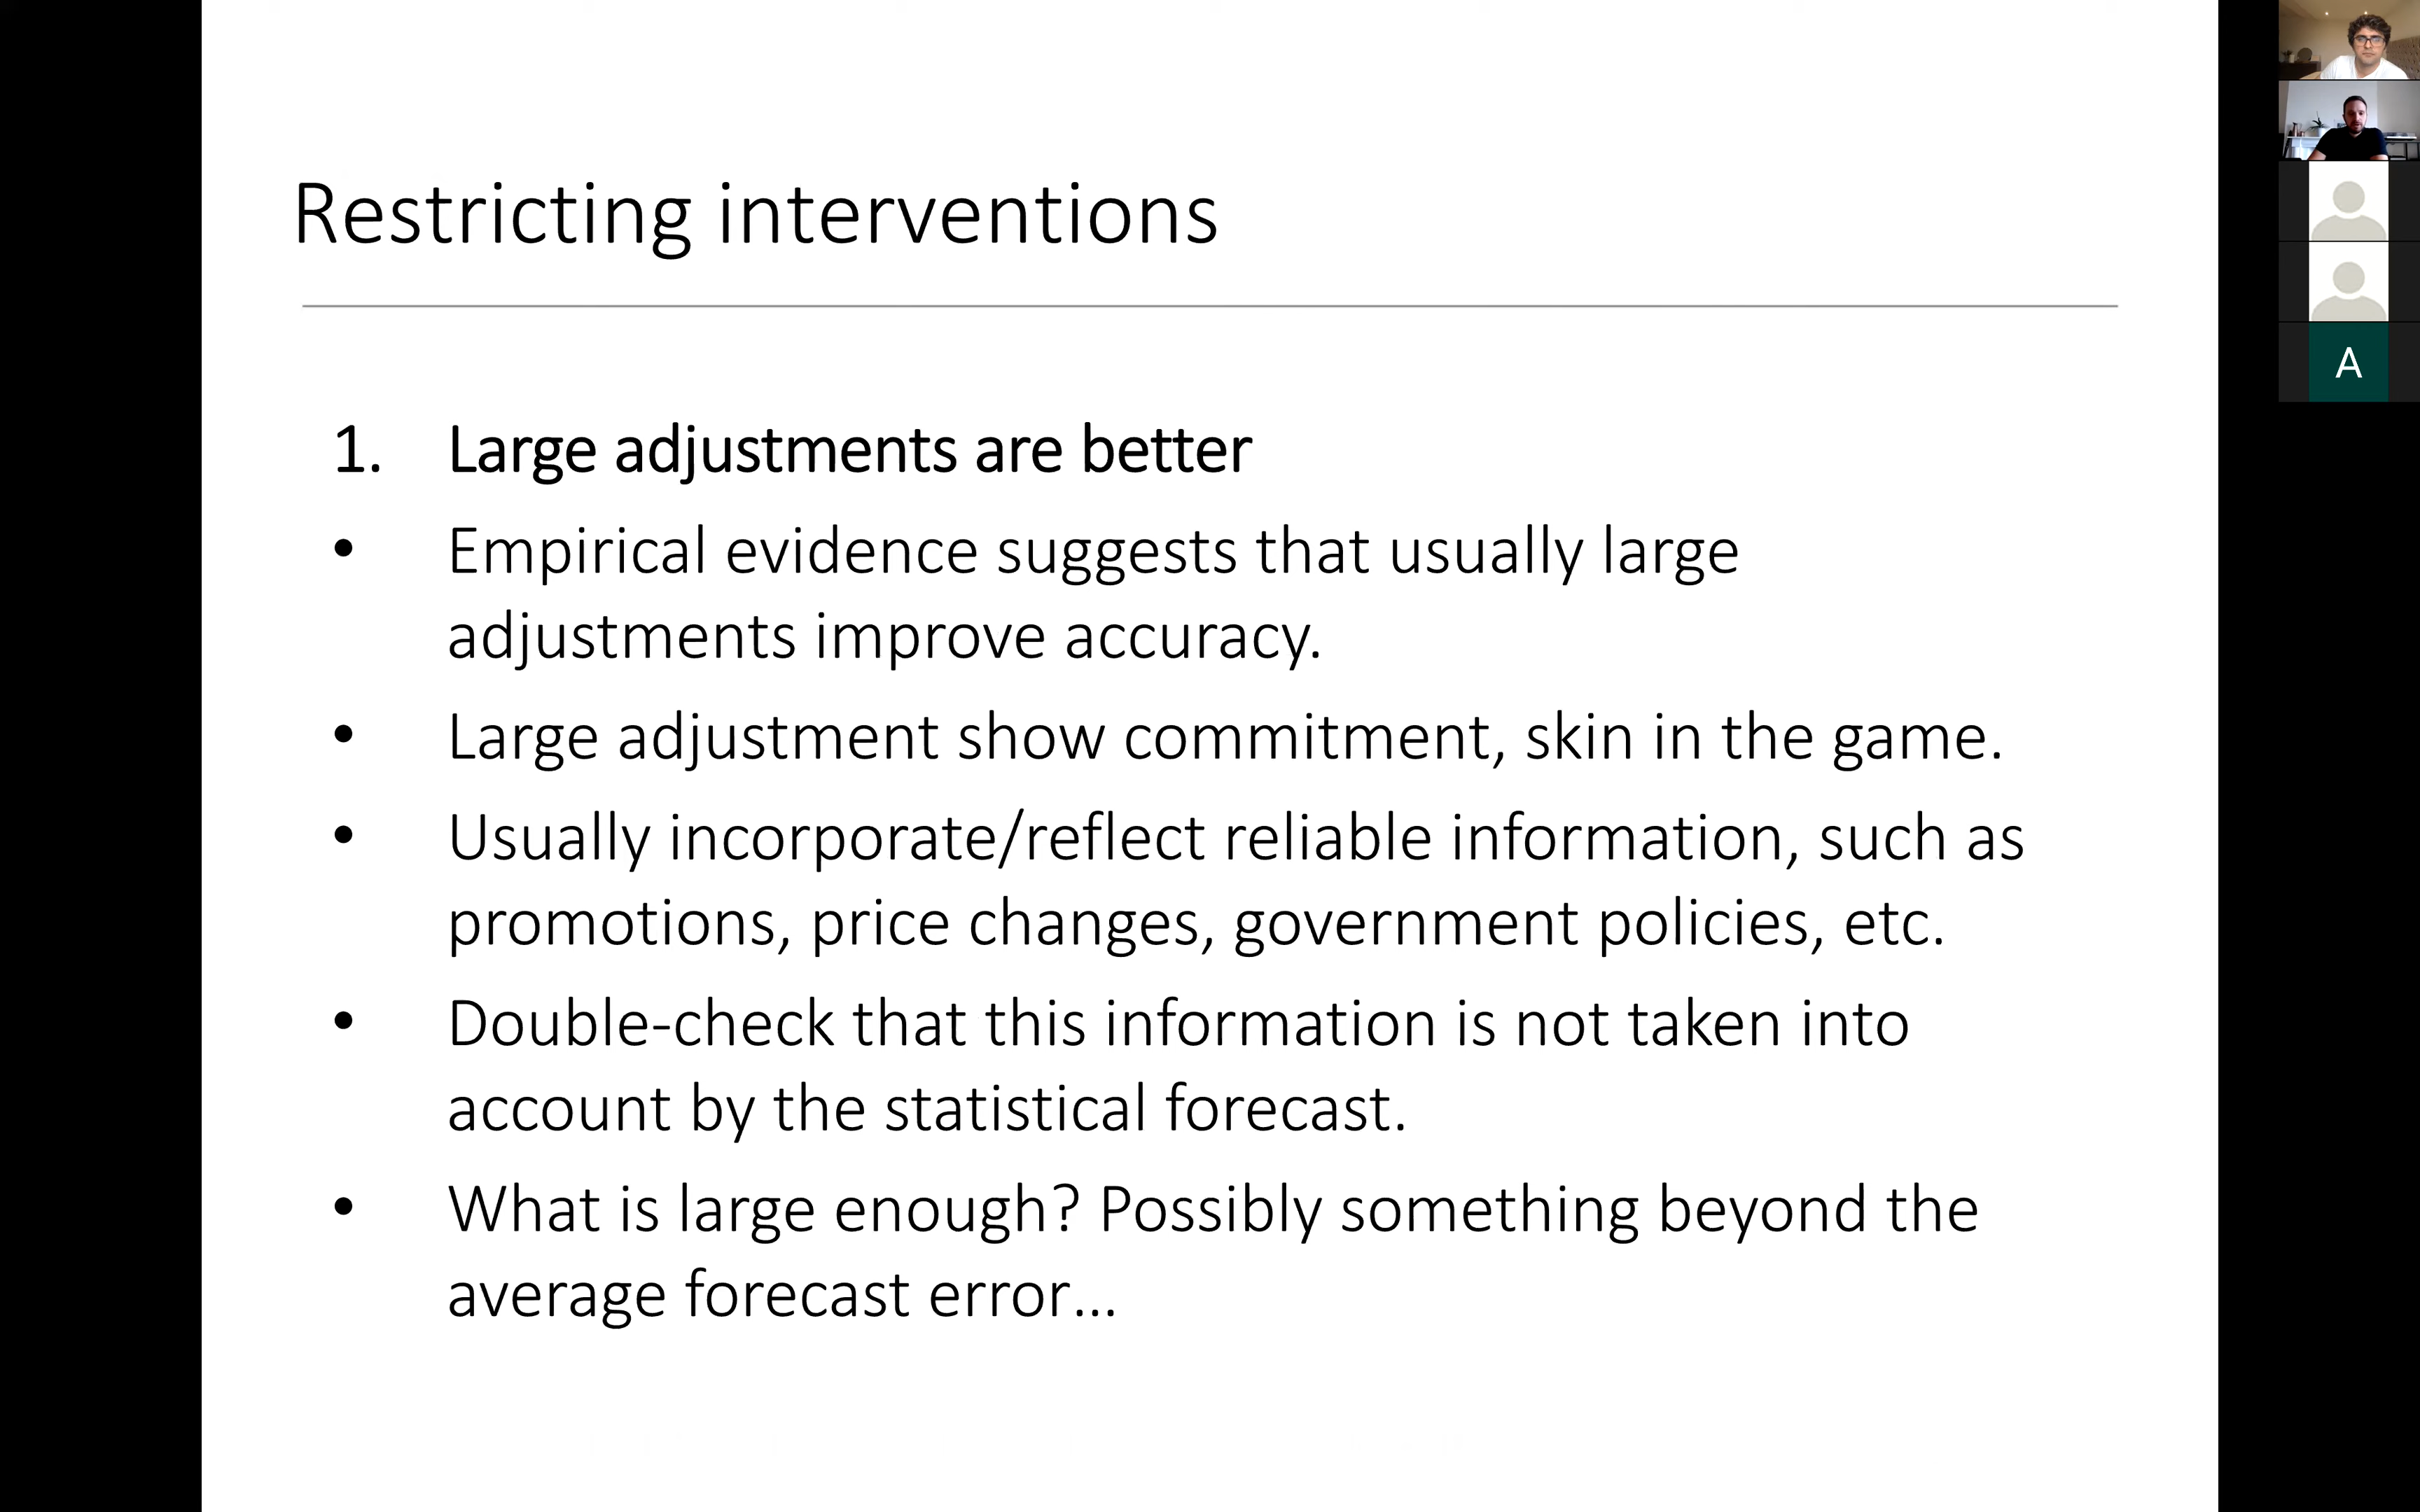 Restricting interventions
1. Large adjustments are better
• Empirical evidence suggests that usually large
adjustments improve accuracy.
• Large adjustment show commitment, skin in the game.
• Usually incorporate/reflect reliable information, such as
promotions, price changes, government policies, etc.
• Double-check that this information is not taken into
account by the statistical forecast.
• What is large enough? Possibly something beyond the
average forecast error...
A